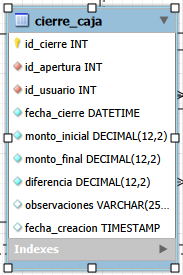 cierre_caja
id_cierre INT
id_apertura INT
id_usuario INT
fecha_cierre DATETIME
monto_inicial DECIMAL(12,2)
monto_final DECIMAL(12,2)
diferencia DECIMAL(12,2)
observaciones VARCHAR(25...
fecha_creacion TIMESTAMP
Indexes